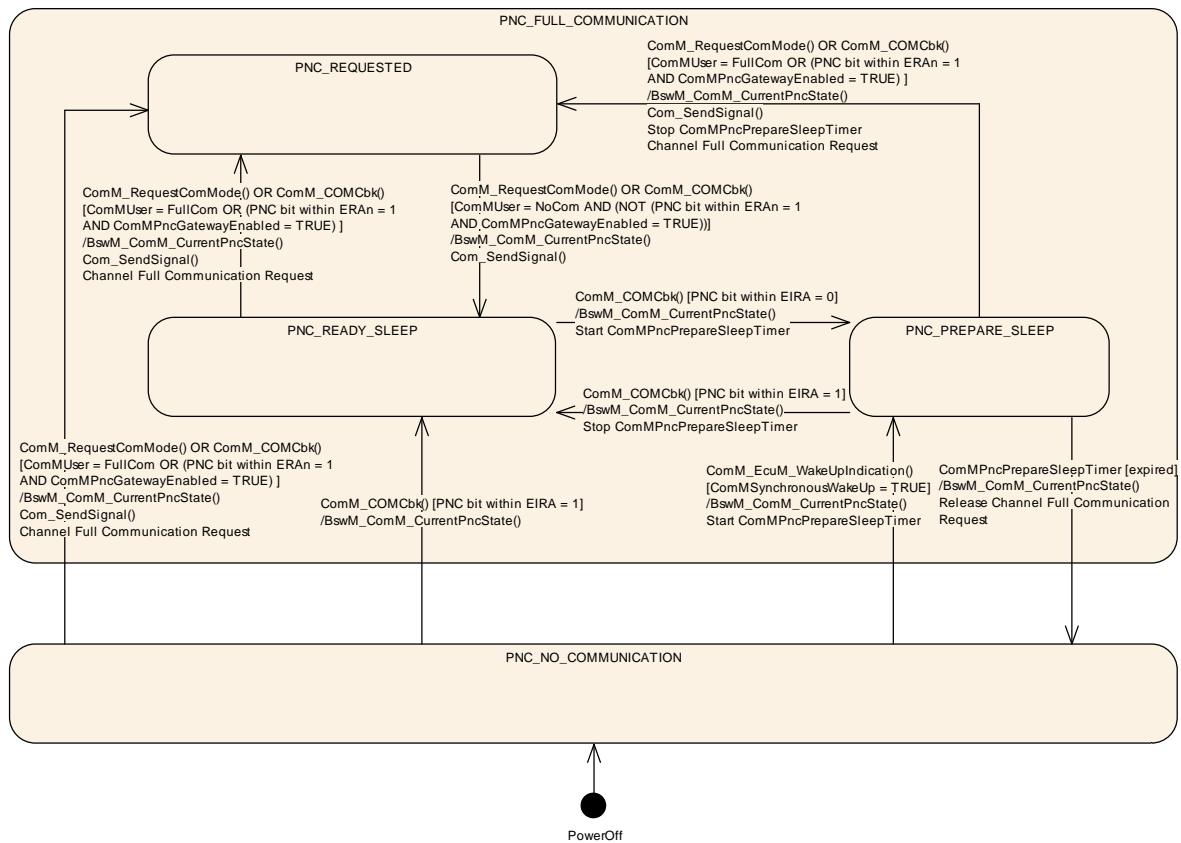 PNC_FULL_COMMUNICATION
ComM_RequestComMode() OR ComM_COMCbk()
[ComMUser = FullCom OR (PNC bit within ERAn = 1
AND ComMPncGatewayEnabled = TRUE) ]
/BswM_ComM_CurrentPncState()
Com_SendSignal()
Stop ComMPncPrepareSleepTimer
Channel Full Communication Request
PNC_REQUESTED
ComM_RequestComMode() OR ComM_COMCbk()
[ComMUser = FullCom OR (PNC bit within ERAn = 1
AND ComMPncGatewayEnabled = TRUE) ]
/BswM_ComM_CurrentPncState()
Com_SendSignal()
Channel Full Communication Request
ComM_RequestComMode() OR ComM_COMCbk()
[ComMUser = NoCom AND (NOT (PNC bit within ERAn = 1
AND ComMPncGatewayEnabled = TRUE))]
/BswM_ComM_CurrentPncState()
Com_SendSignal()
ComM_COMCbk() [PNC bit within EIRA = 0]
/BswM_ComM_CurrentPncState()
Start ComMPncPrepareSleepTimer
PNC_READY_SLEEP
PNC_PREPARE_SLEEP
ComM_COMCbk() [PNC bit within EIRA = 1]
/BswM_ComM_CurrentPncState()
Stop ComMPncPrepareSleepTimer
ComM_RequestComMode() OR ComM_COMCbk()
[ComMUser = FullCom OR (PNC bit within ERAn = 1
AND ComMPncGatewayEnabled = TRUE) ]
/BswM_ComM_CurrentPncState()
Com_SendSignal()
Channel Full Communication Request
ComM_COMCbk() [PNC bit within EIRA = 1]
/BswM_ComM_CurrentPncState()
ComM_EcuM_WakeUpIndication()
[ComMSynchronousWakeUp = TRUE]
/BswM_ComM_CurrentPncState()
Start ComMPncPrepareSleepTimer
ComMPncPrepareSleepTimer [expired]
/BswM_ComM_CurrentPncState()
Release Channel Full Communication
Request
PNC_NO_COMMUNICATION
PowerOff